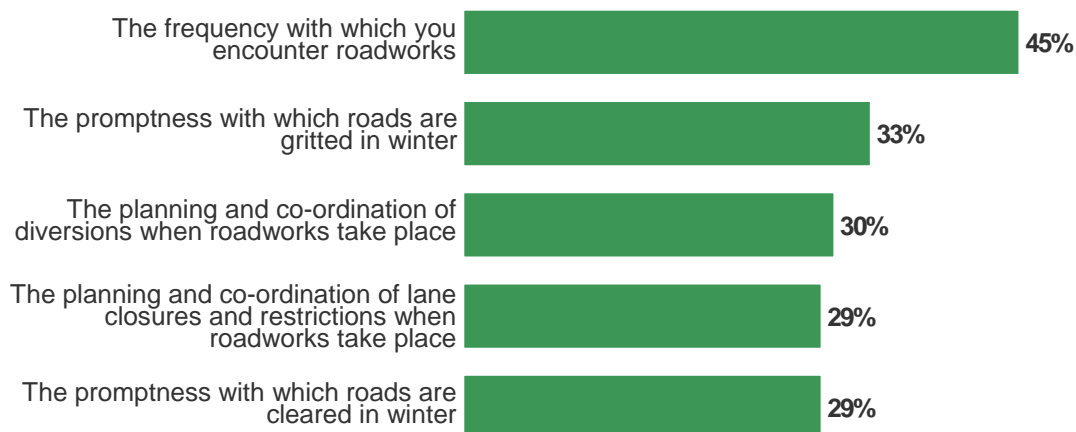 The frequency with which you
encounter roadworks
45%
The promptness with which roads are
gritted in winter
33%
The planning and co-ordination of
diversions when roadworks take place
30%
The planning and co-ordination of lane
closures and restrictions when
roadworks take place
29%
The promptness with which roads are
cleared in winter
29%